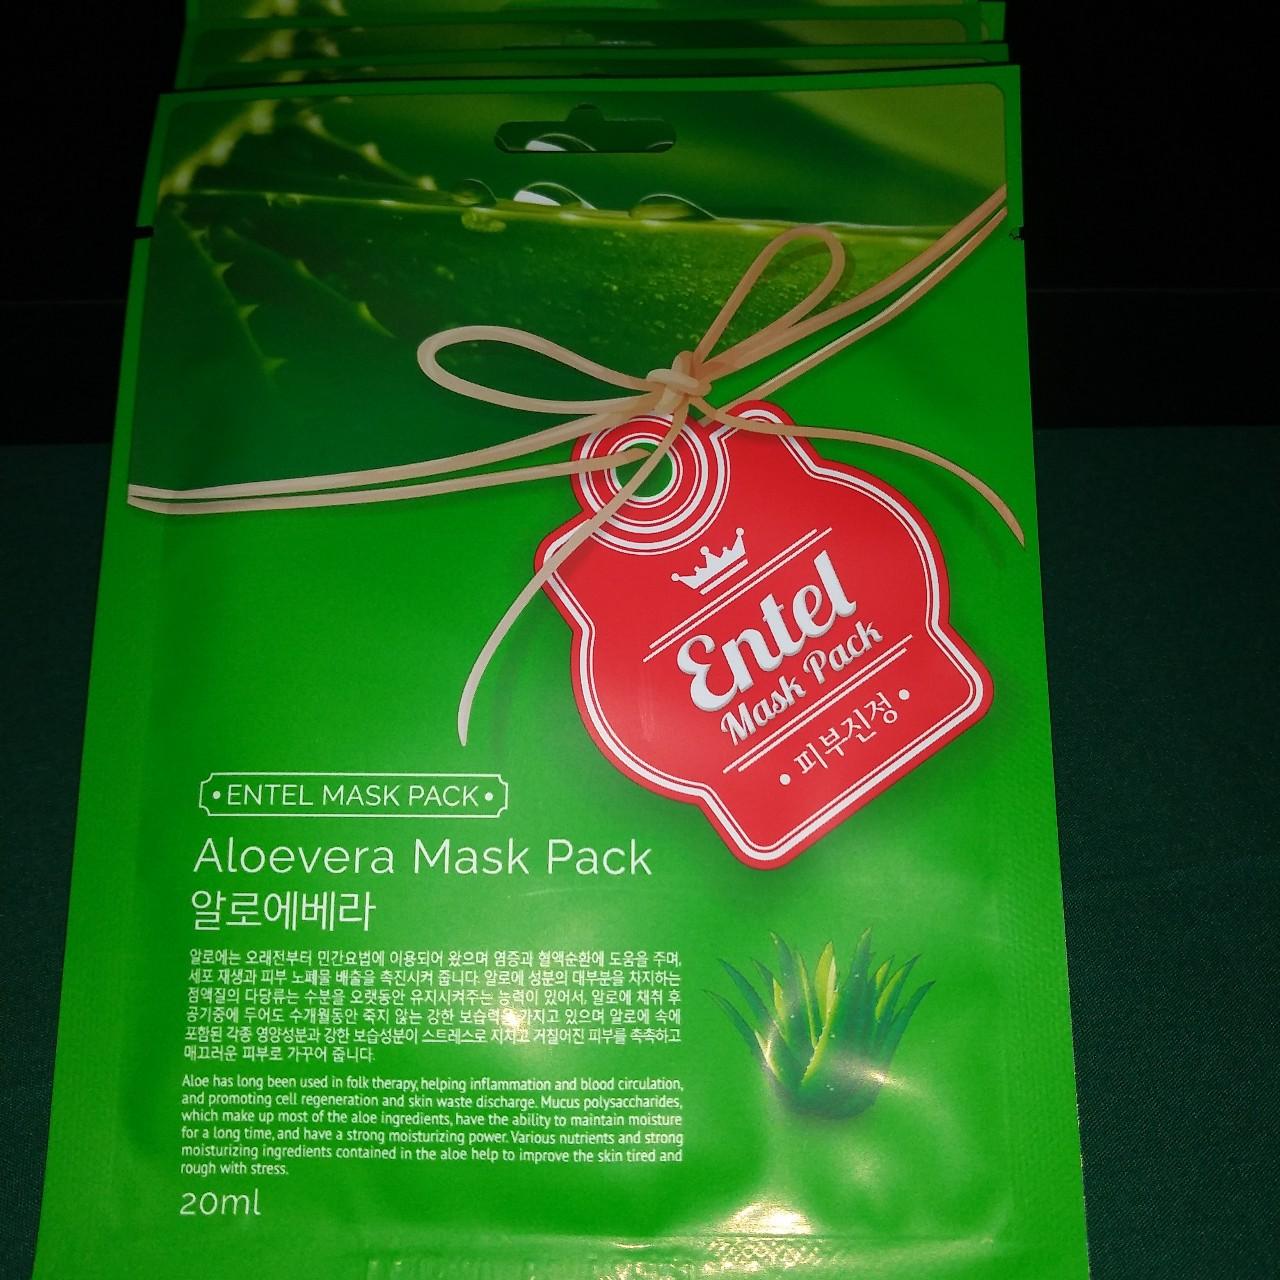 Entel
Mask Pack
• 피부진정 •
• ENTEL MASK PACK •
Aloevera Mask Pack
알로에베라
알로에는 오래전부터 민간요법에 이용되어 왔으며 염증과 혈액순환에 도움을 주며,
세포 재생과 피부 노폐물 배출을 촉진시켜 줍니다. 알로에 성분의 대부분을 차지하는
점액질의 다당류는 수분을 오랫동안 유지시켜주는 능력이 있어서, 알로에 채취 후
공기중에 두어도 수개월동안 죽지 않는 강한 보습력을 가지고 있으며 알로에 속에
포함된 각종 영양성분과 강한 보습성분이 스트레스로 지치고 거칠어진 피부를 촉촉하고
매끄러운 피부로 가꾸어 줍니다.
Aloe has long been used in folk therapy, helping inflammation and blood circulation,
and promoting cell regeneration and skin waste discharge. Mucus polysaccharides,
which make up most of the aloe ingredients, have the ability to maintain moisture
for a long time, and have a strong moisturizing power. Various nutrients and strong
moisturizing ingredients contained in the aloe help to improve the skin tired and
rough with stress.
20ml